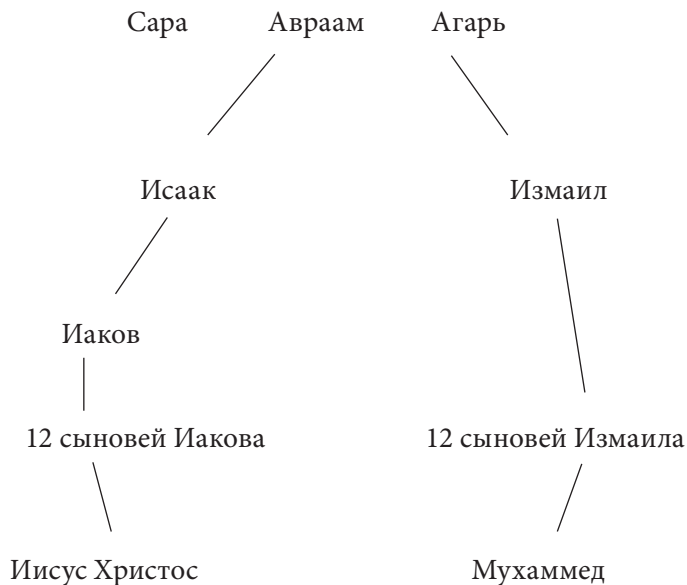 Сара Авраам Агарь
Исаак Измаил
Иаков
12 сыновей Иакова 12 сыновей Измаила
Иисус Христос Мухаммед